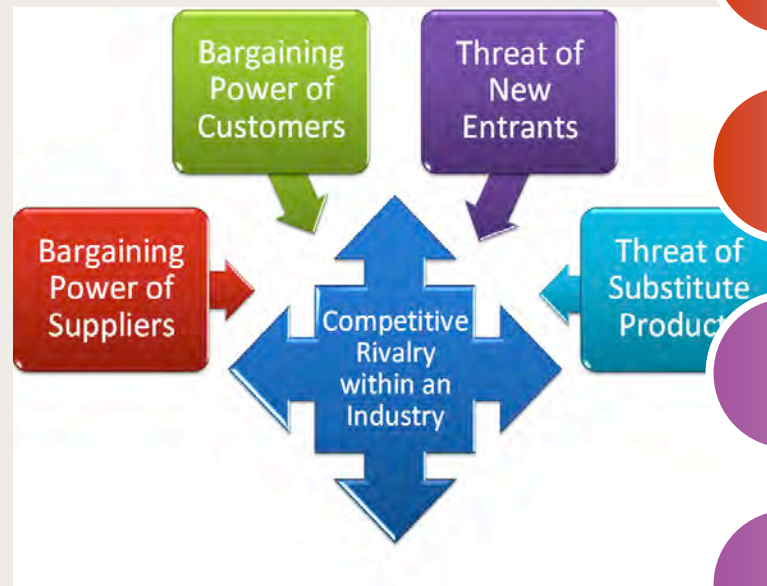 Bargaining
Power of
Customers
Threat of
New
Entrants
Bargaining
Power of
Suppliers
Threat of
Substitute
Product
Competitive
Rivalry
within an
Industry